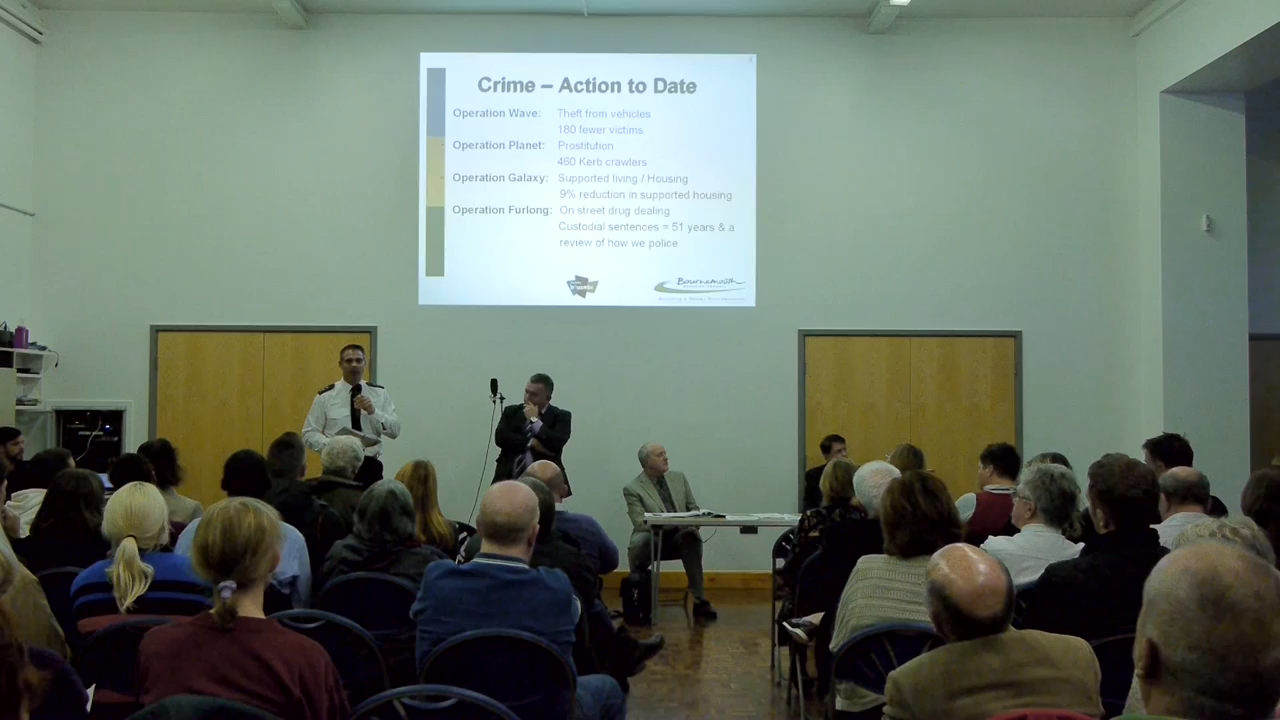 Crime – Action to Date
Operation Wave: Theft from vehicles
180 fewer victims
Operation Planet: Prostitution
460 Kerb crawlers
Operation Galaxy: Supported living / Housing
9% reduction in supported housing
Operation Furlong: On street drug dealing
Custodial sentences = 51 years & a
review of how we police
Bournemouth